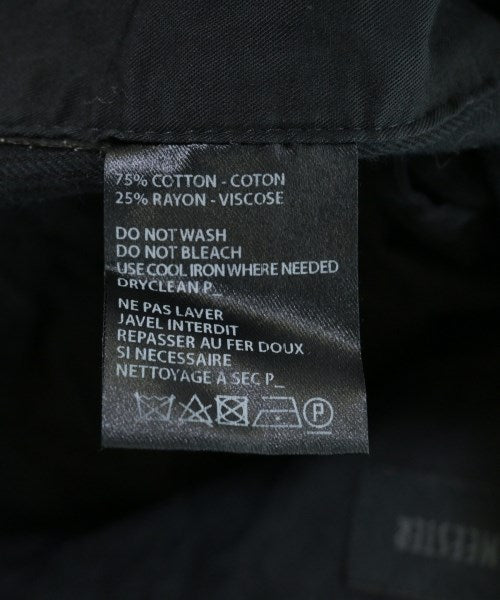 75% COTTON - COTON
25% RAYON - VISCOSE
DO NOT WASH
DO NOT BLEACH
USE COOL IRON WHERE NEEDED
DRYCLEAN P_
NE PAS LAVER
JAVEL INTERDIT
REPASSER AU FER DOUX
SI NECESSAIRE
NETTOYAGE A SEC P_
P
MEESTER